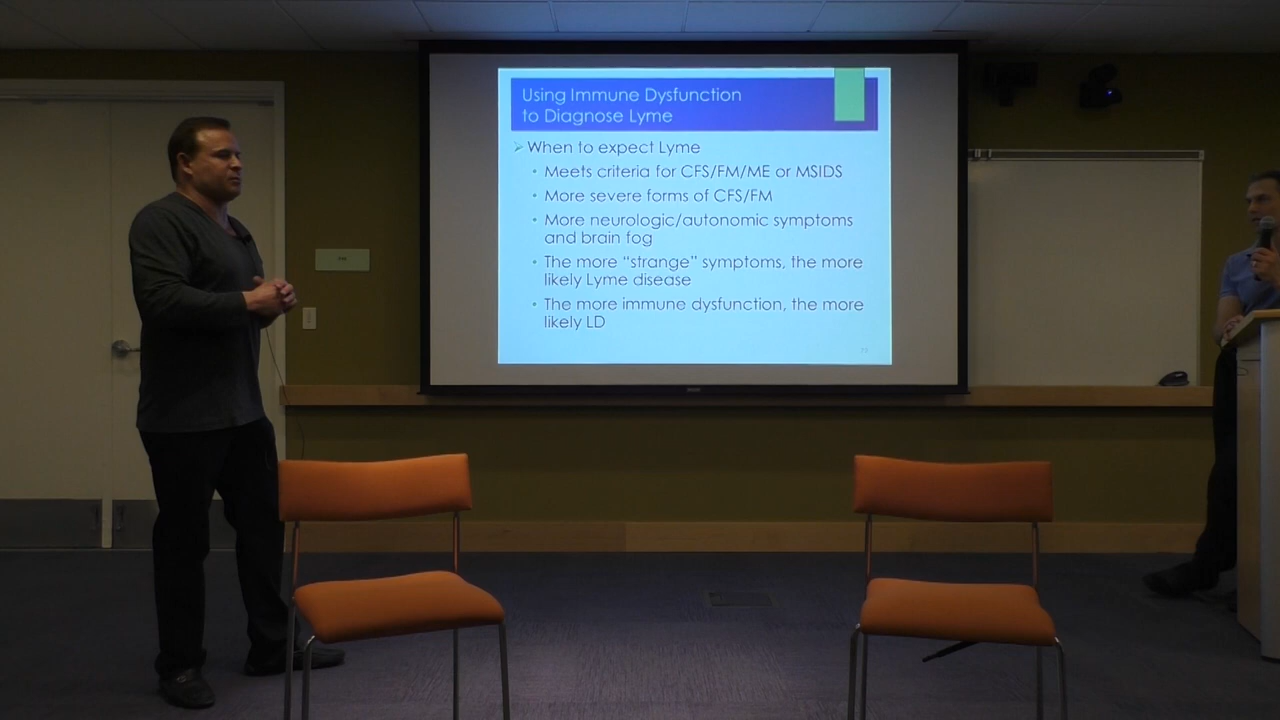 Using Immune Dysfunction
to Diagnose Lyme
When to expect Lyme
Meets criteria for CFS/FM/ME or MSIDS
More severe forms of CFS/FM
More neurologic/autonomic symptoms
and brain fog
The more “strange” symptoms, the more
likely Lyme disease
The more immune dysfunction, the more
likely LD